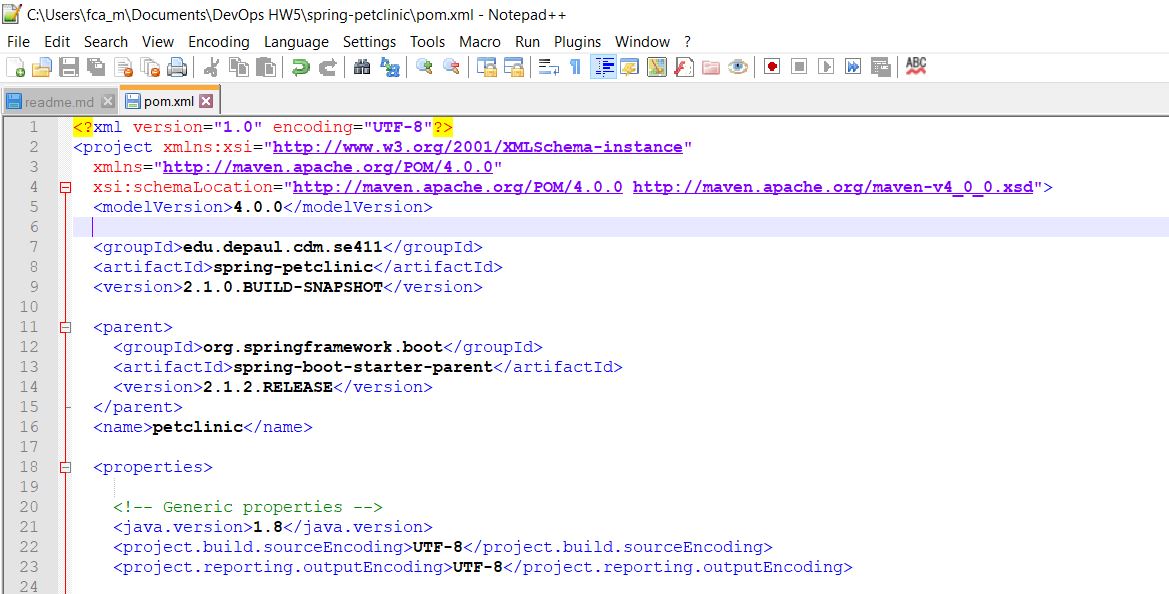 C:\Users\fca_m\Documents\DevOps HW5\spring-petclinic\pom.xml - Notepad++
File Edit Search View Encoding Language Settings Tools Macro Run Plugins Window ?
ABC
readme.md pom.xml
1 <?xml version="1.0" encoding="UTF-8"?>
2 <project xmlns:xsi="http://www.w3.org/2001/XMLSchema-instance"
3 xmlns="http://maven.apache.org/POM/4.0.0"
4 xsi:schemaLocation="http://maven.apache.org/POM/4.0.0 http://maven.apache.org/maven-v4_0_0.xsd">
5 <modelVersion>4.0.0</modelVersion>
6
7 <groupId>edu.depaul.cdm.se411</groupId>
8 <artifactId>spring-petclinic</artifactId>
9 <version>2.1.0.BUILD-SNAPSHOT</version>
10
11 <parent>
12 <groupId>org.springframework.boot</groupId>
13 <artifactId>spring-boot-starter-parent</artifactId>
14 <version>2.1.2.RELEASE</version>
15 </parent>
16 <name>petclinic</name>
17
18 <properties>
19
20 <!-- Generic properties -->
21 <java.version>1.8</java.version>
22 <project.build.sourceEncoding>UTF-8</project.build.sourceEncoding>
23 <project.reporting.outputEncoding>UTF-8</project.reporting.outputEncoding>
24